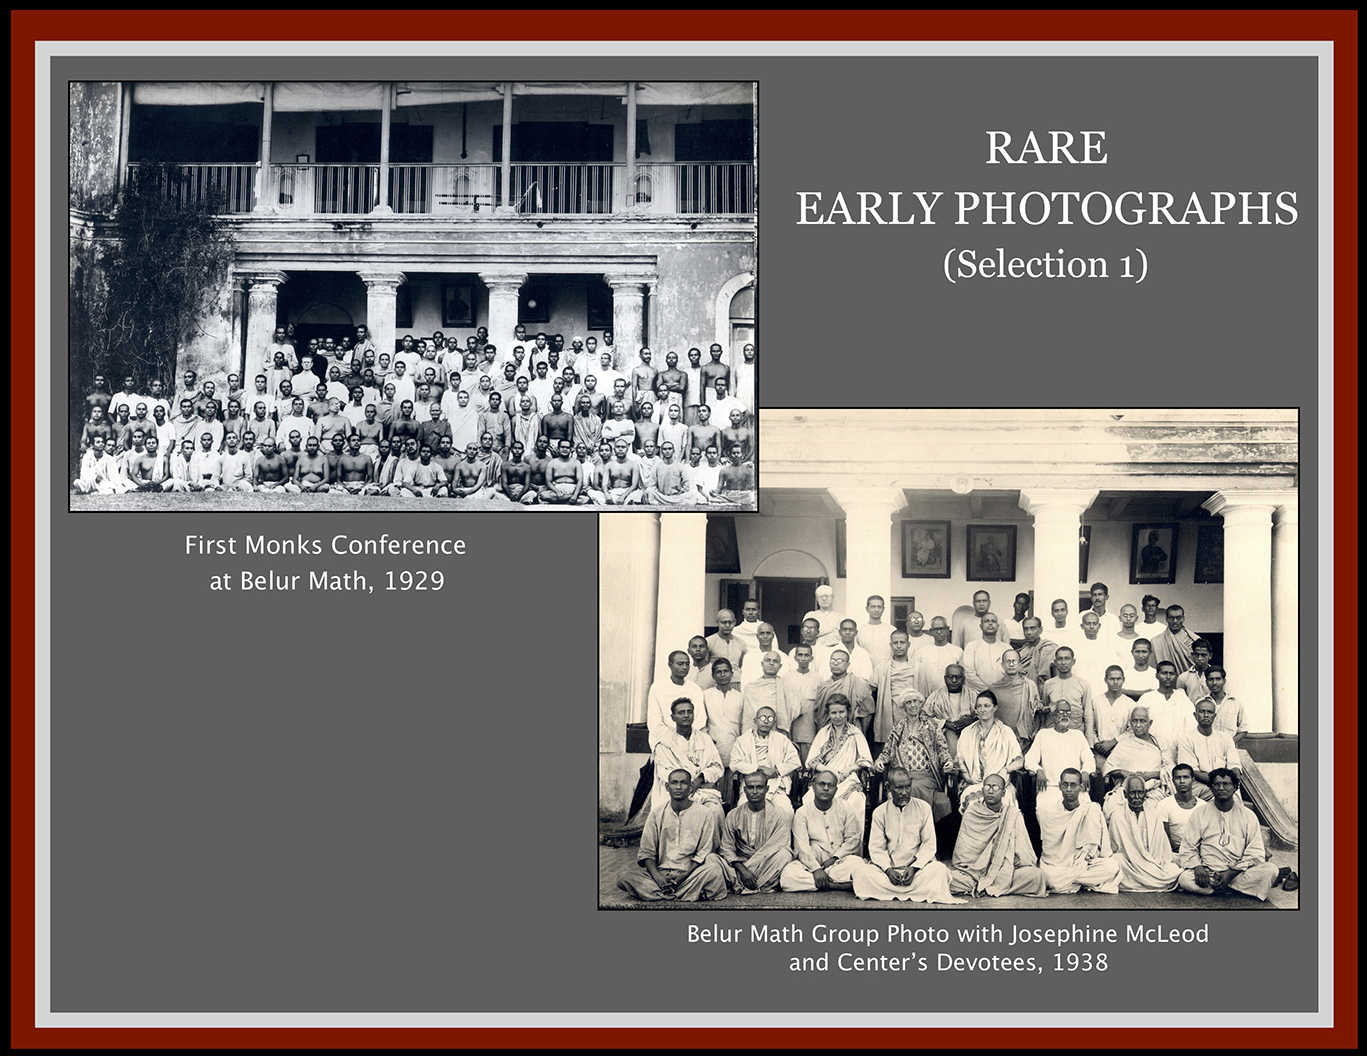 RARE
EARLY PHOTOGRAPHS
(Selection 1)
First Monks Conference
at Belur Math, 1929
Belur Math Group Photo with Josephine McLeod
and Center’s Devotees, 1938